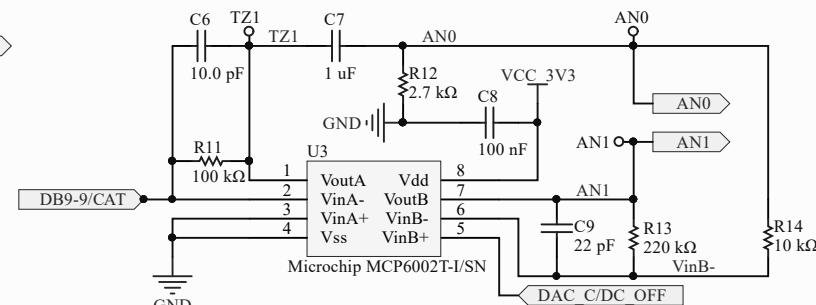 C6
TZ1
C7
AN0
TZ1
AN0
10.0 pF
1 uF
R12
2.7 kΩ
VCC_3V3
AN0
C8
GND
100 nF
AN1
AN1
R11
100 kΩ
U3
1
VoutA
Vdd
8
DB9-9/CAT
2
VinA-
VoutB
7
AN1
3
VinA+
VinB-
6
4
Vss
VinB+
5
C9
22 pF
R13
220 kΩ
R14
10 kΩ
VinB-
Microchip MCP6002T-I/SN
DAC_C/DC_OFF
GND